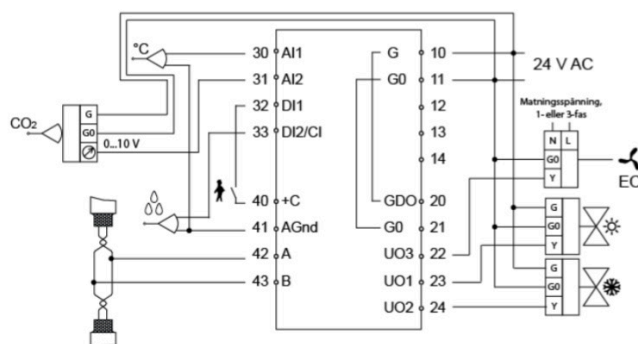 °C
CO₂
G
G0
0...10 V
30 AI1
31 AI2
32 DI1
33 DI2/CI
40 +C
41 AGnd
42 A
43 B
G 10
G0 11
12
13
14
GDO 20
G0 21
UO3 22
UO1 23
UO2 24
24 V AC
Matningsspänning,
1- eller 3-fas
N L
G0
Y
EC
G
G0
Y
G
G0
Y